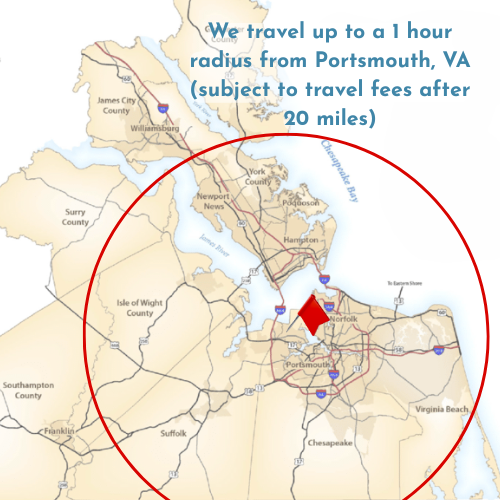 We travel up to a 1 hour
radius from Portsmouth, VA
(subject to travel fees after
20 miles)
James City
County
Williamsburg
Chesapeake Bay
York
County
Newport
News
Poquoson
Surry
County
Hampton
James River
To Eastern Shore
Isle of Wight
County
Norfolk
Portsmouth
Southampton
County
Virginia Beach
Franklin
Suffolk
Chesapeake